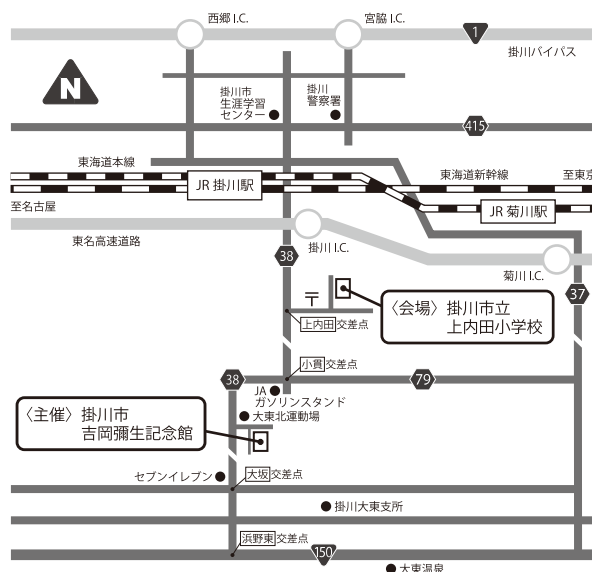 西郷 I.C.
宮脇 I.C.
1
掛川バイパス
N
掛川市
生涯学習
センター
掛川
警察署
415
東海道本線
東海道新幹線
至東京
JR 掛川駅
至名古屋
JR 菊川駅
東名高速道路
掛川 I.C.
38
菊川 I.C.
37
〒
〈会場〉掛川市立
上内田小学校
上内田交差点
小貫交差点
38
79
JA
ガソリンスタンド
大東北運動場
〈主催〉掛川市
吉岡彌生記念館
セブンイレブン
大坂交差点
掛川大東支所
浜野東交差点
150
大東温泉